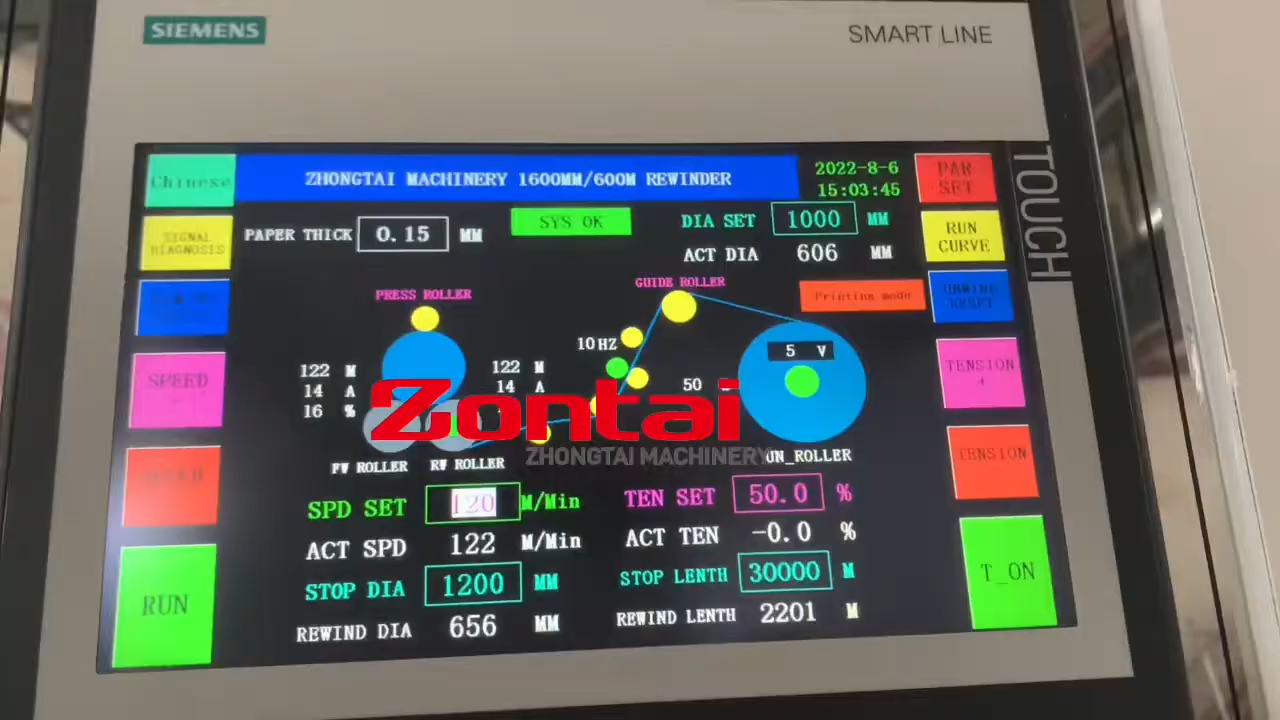 SIEMENS
SMART LINE
TOUCH
Chinese
ZHONGTAI MACHINERY 1600MM/600M REWINDER
2022-8-6
15:03:45
PAR SET
SIGNAL DIAGNOSIS
PAPER THICK 0.15 MM
SYS OK
DIA SET 1000 MM
RUN CURVE
ACT DIA 606 MM
PRESS ROLLER
GUIDE ROLLER
Printing mode
UNWIND RESET
10 HZ
5 V
122 M
14 A
16 %
122 M
14 A
50
SPEED
TENSION
+
Zontai
ZHONGTAI MACHINERY
FW ROLLER
RW ROLLER
UN_ROLLER
TENSION
SPD SET 120 M/Min
TEN SET 50.0 %
ACT SPD 122 M/Min
ACT TEN -0.0 %
STOP DIA 1200 MM
STOP LENTH 30000 M
REWIND DIA 656 MM
REWIND LENTH 2201 M
RUN
T_ON